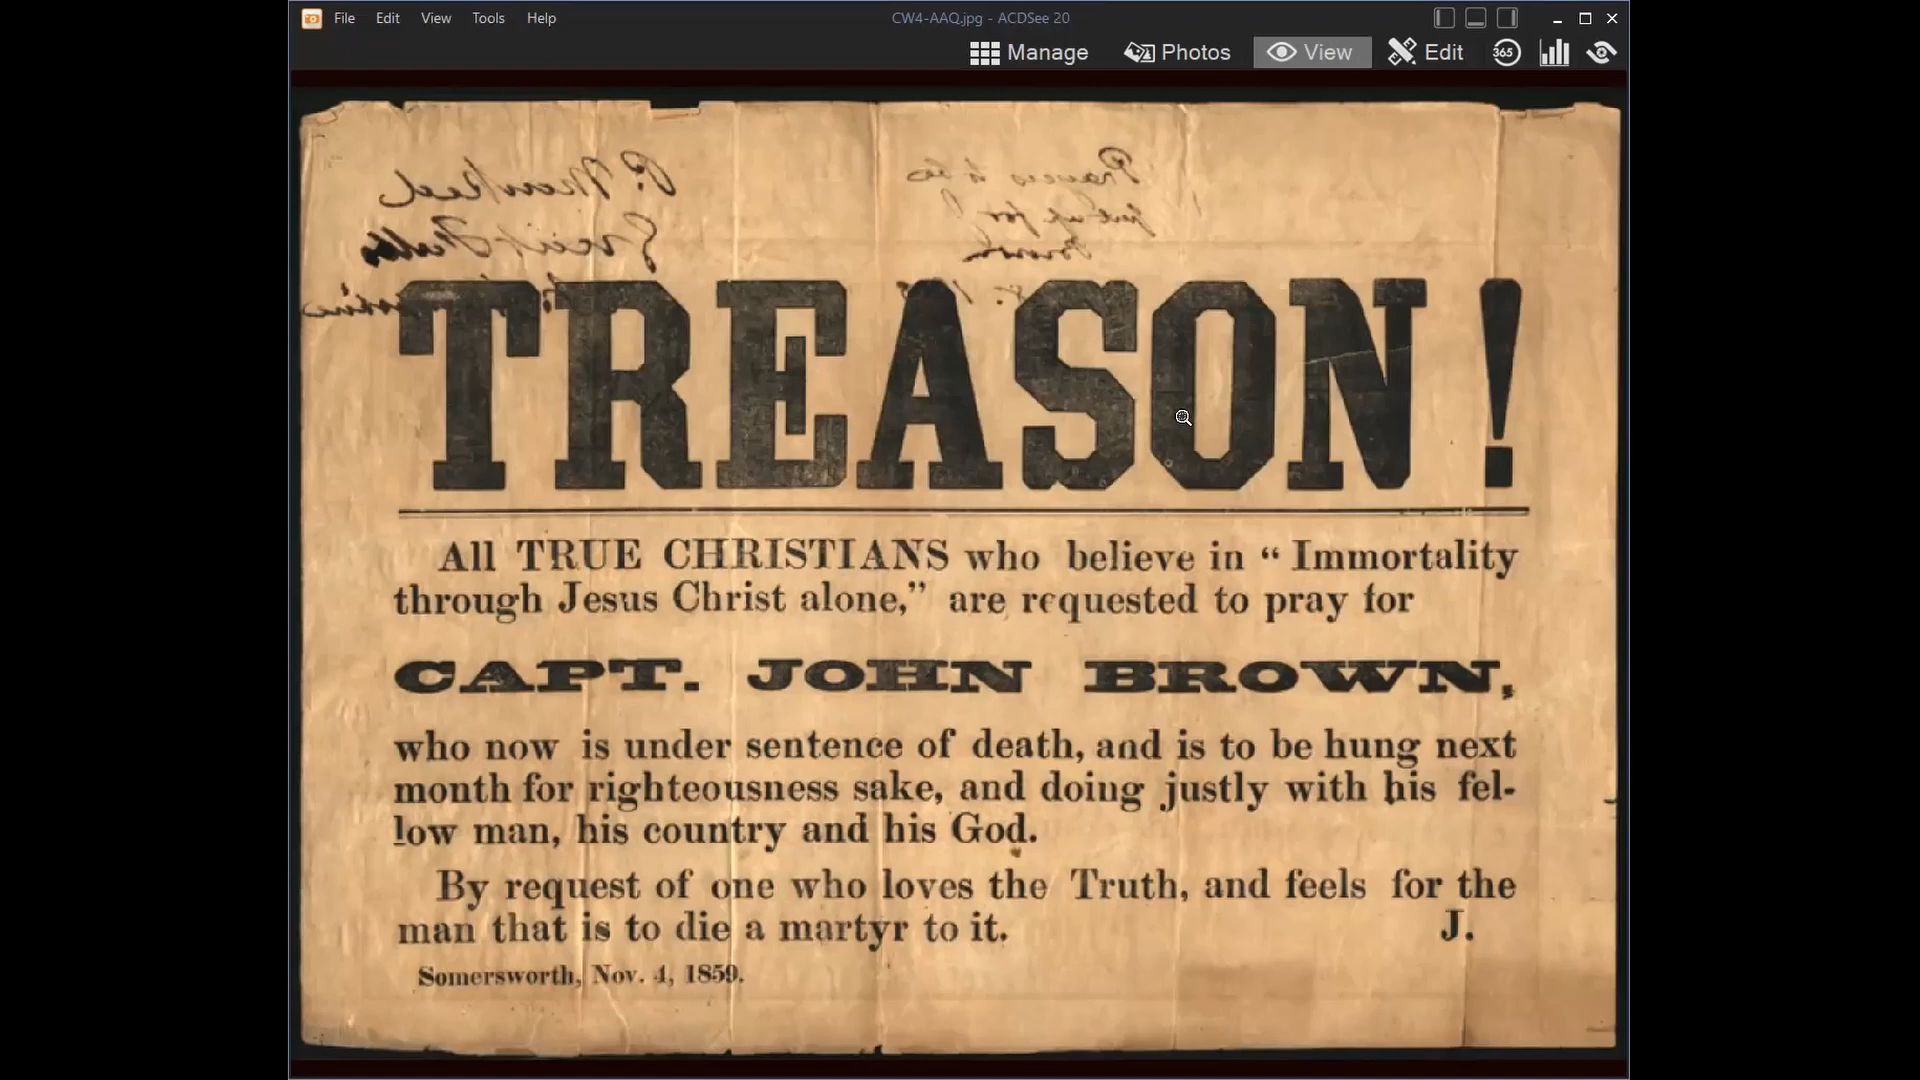 File Edit View Tools Help
CW4-AAQ.jpg - ACDSee 20
Manage Photos View Edit 365
TREASON!
All TRUE CHRISTIANS who believe in “ Immortality
through Jesus Christ alone,” are requested to pray for
CAPT. JOHN BROWN,
who now is under sentence of death, and is to be hung next
month for righteousness sake, and doing justly with his fel-
low man, his country and his God.
By request of one who loves the Truth, and feels for the
man that is to die a martyr to it. J.
Somersworth, Nov. 4, 1859.